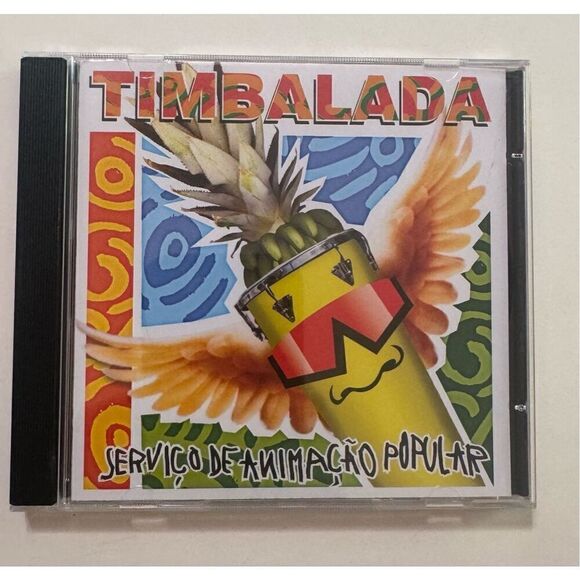 TIMBALADA
SERVIÇO DE ANIMAÇÃO POPULAR